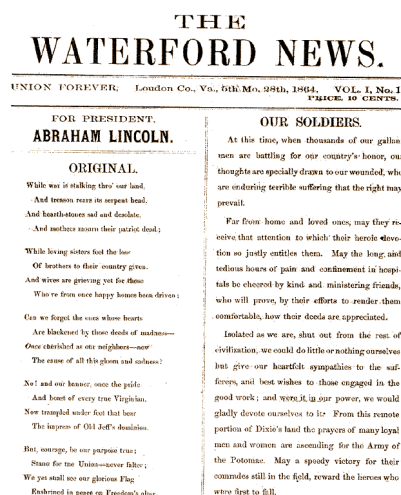 THE
WATERFORD NEWS.
UNION FOREVER. Loudon Co., Va., 5th Mo. 28th, 1864. VOL. I, No. 1
PRICE, 10 CENTS.
FOR PRESIDENT,
ABRAHAM LINCOLN.
ORIGINAL.
While war is stalking thro' our land,
And treason rears its serpent head,
And hearth-stones sad and desolate,
And mothers mourn their patriot dead;
While loving sisters feel the loss
Of brothers to their country given,
And wives are grieving yet for these
Who're from once happy homes been driven;
Can we forget the ones whose hearts
Are blackened by those deeds of madness—
Once cherished as our neighbors—now
The cause of all this gloom and sadness?
No! and our banner, once the pride
And boast of every true Virginian,
Now trampled under feet that bear
The impress of Old Jeff's dominion.
But, courage, be our purpose true;
Stand for the Union—never falter;
We yet shall see our glorious Flag
Enshrined in peace on Freedom's altar
OUR SOLDIERS.
At this time, when thousands of our gallan
men are battling for our country's honor, ou
thoughts are specially drawn to our wounded, wh
are enduring terrible suffering that the right may
prevail.
Far from home and loved ones, may they re-
ceive that attention to which their heroic devo-
tion so justly entitles them. May the long and
tedious hours of pain and confinement in hospi-
tals be cheered by kind and ministering friends,
who will prove, by their efforts to render them
comfortable, how their deeds are appreciated.
Isolated as we are, shut out from the rest of
civilization, we could do little or nothing ourselves
but give our heartfelt sympathies to the suf-
ferers, and best wishes to those engaged in the
good work; and were it in our power, we would
gladly devote ourselves to it. From this remote
portion of Dixie's land the prayers of many loyal
men and women are ascending for the Army of
the Potomac. May a speedy victory for their
comrades still in the field, reward the heroes who
were first to fall.